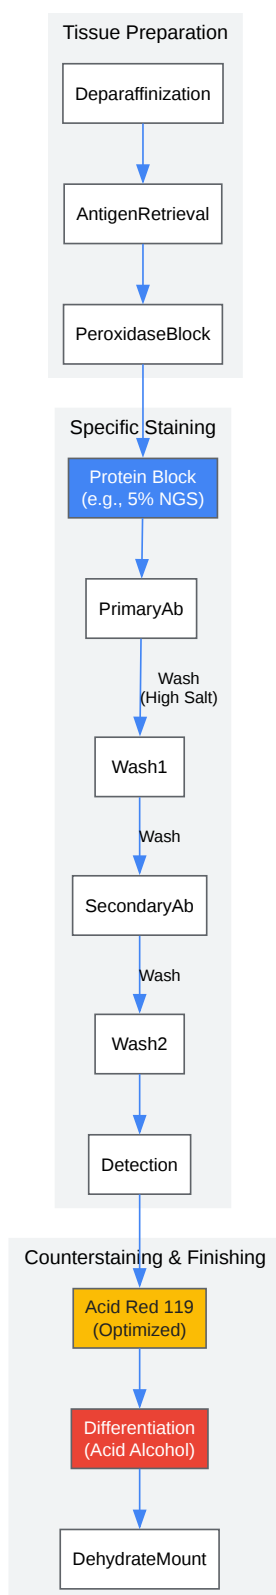 Tissue Preparation
Deparaffinization
AntigenRetrieval
PeroxidaseBlock
Specific Staining
Protein Block
(e.g., 5% NGS)
PrimaryAb
Wash
(High Salt)
Wash1
Wash
SecondaryAb
Wash
Wash2
Detection
Counterstaining & Finishing
Acid Red 119
(Optimized)
Differentiation
(Acid Alcohol)
DehydrateMount